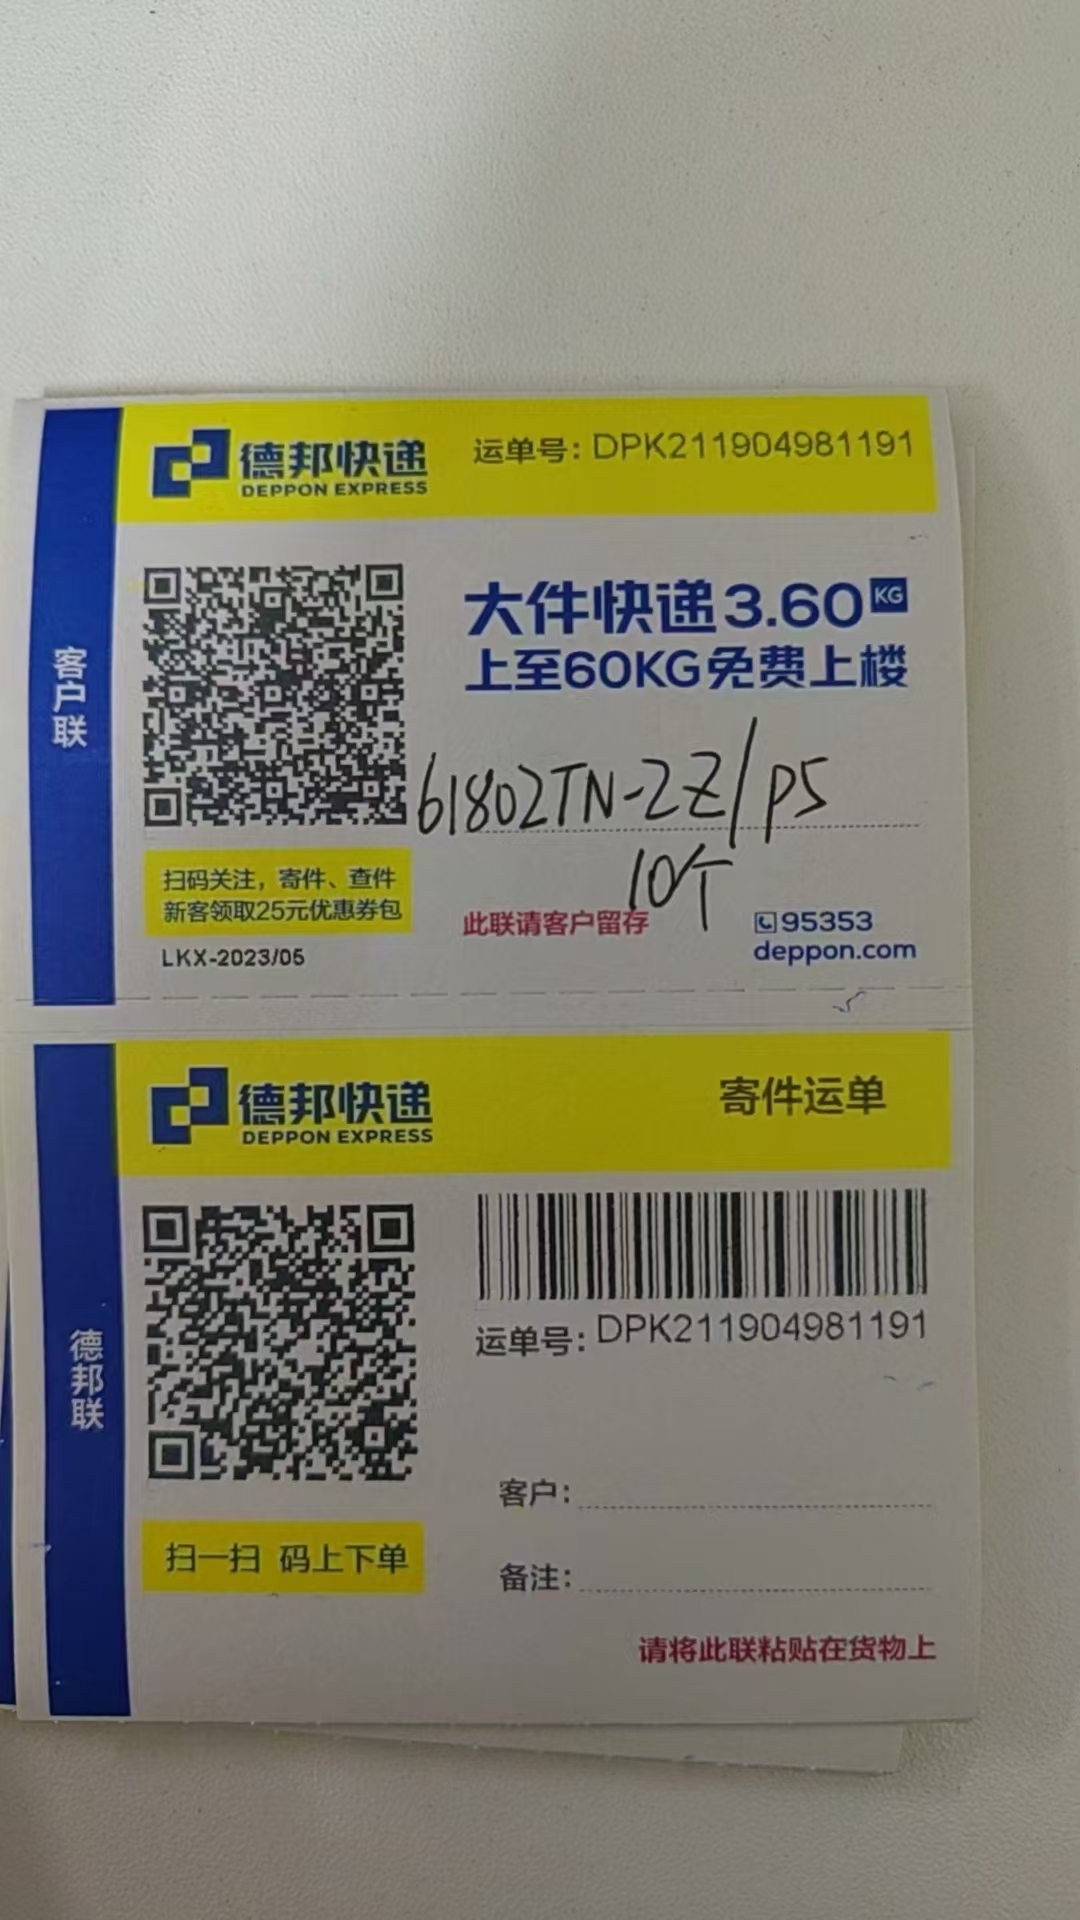 德邦快递
DEPPON EXPRESS
运单号：DPK211904981191
客户联
大件快递3.60KG
上至60KG免费上楼
61802TN-2Z/P5
10个
扫码关注，寄件、查件
新客领取25元优惠券包
此联请客户留存
95353
deppon.com
LKX-2023/05
德邦快递
DEPPON EXPRESS
寄件运单
德邦联
运单号：DPK211904981191
客户：
扫一扫 码上下单
备注：
请将此联粘贴在货物上